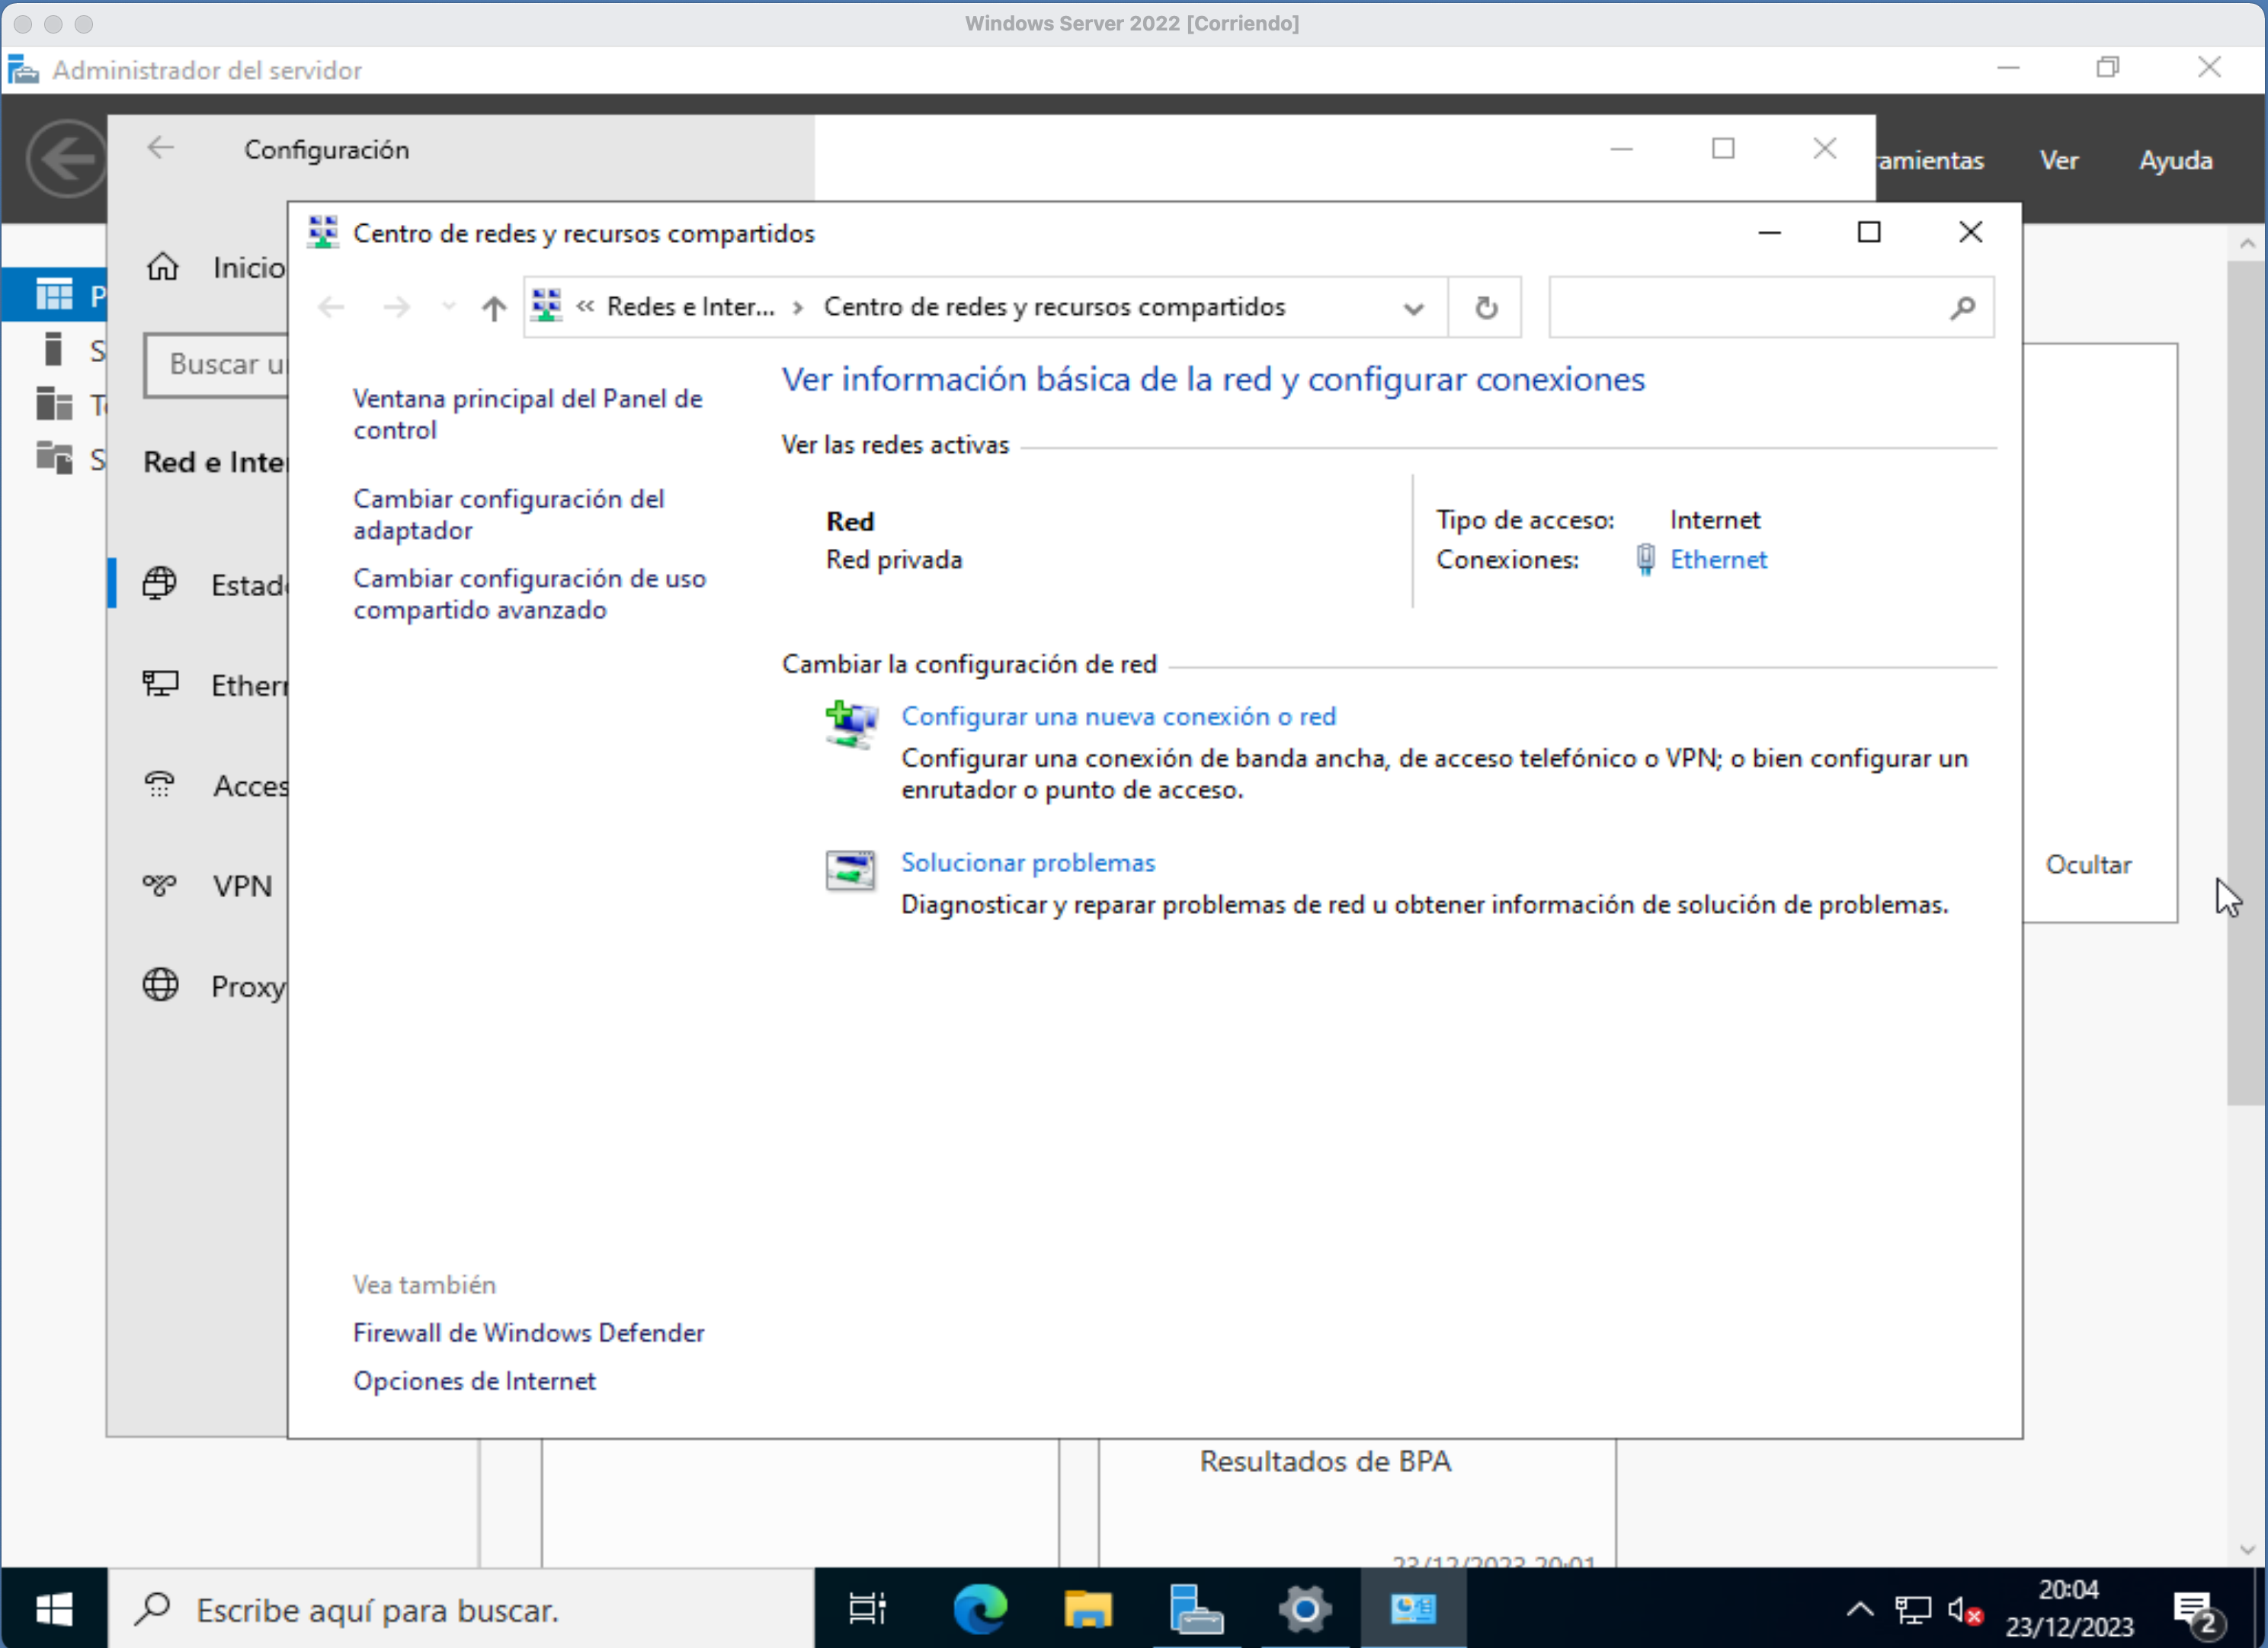 Windows Server 2022 [Corriendo]
Administrador del servidor
Configuración
Ver
Ayuda
Inicio
Centro de redes y recursos compartidos
« Redes e Inter... › Centro de redes y recursos compartidos
Buscar
Ventana principal del Panel de
control
Cambiar configuración del
adaptador
Cambiar configuración de uso
compartido avanzado
Ver información básica de la red y configurar conexiones
Ver las redes activas
Red
Red privada
Tipo de acceso: Internet
Conexiones: Ethernet
Cambiar la configuración de red
Configurar una nueva conexión o red
Configurar una conexión de banda ancha, de acceso telefónico o VPN; o bien configurar un
enrutador o punto de acceso.
Solucionar problemas
Diagnosticar y reparar problemas de red u obtener información de solución de problemas.
Red e
VPN
Proxy
Ocultar
Vea también
Firewall de Windows Defender
Opciones de Internet
Resultados de BPA
23/12/2023 20:01
Escribe aquí para buscar.
20:04
23/12/2023
2